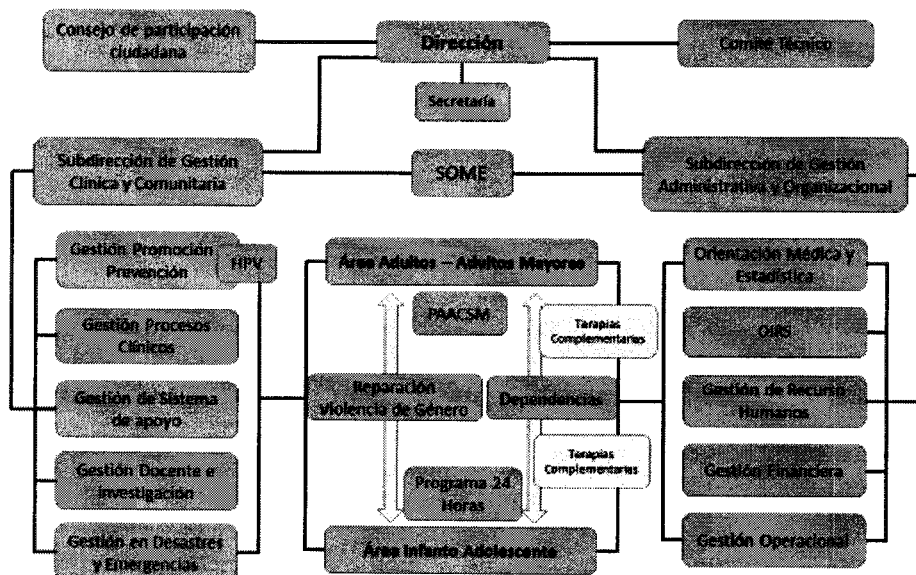 Consejo de participación
ciudadana
Dirección
Comité Técnico
Secretaría
Subdirección de Gestión
Clínica y Comunitaria
SOME
Subdirección de Gestión
Administrativa y Organizacional
Gestión Promoción
Prevención
HPV
Gestión Procesos
Clínicos
Gestión de Sistema
de apoyo
Gestión Docente e
investigación
Gestión en Desastres
y Emergencias
Área Adultos – Adultos Mayores
PAACSM
Terapias
Complementarias
Reparación
Violencia de Género
Dependencias
Terapias
Complementarias
Programa 24
Horas
Área Infanto Adolescente
Orientación Médica y
Estadística
OIRS
Gestión de Recurso
Humanos
Gestión Financiera
Gestión Operacional